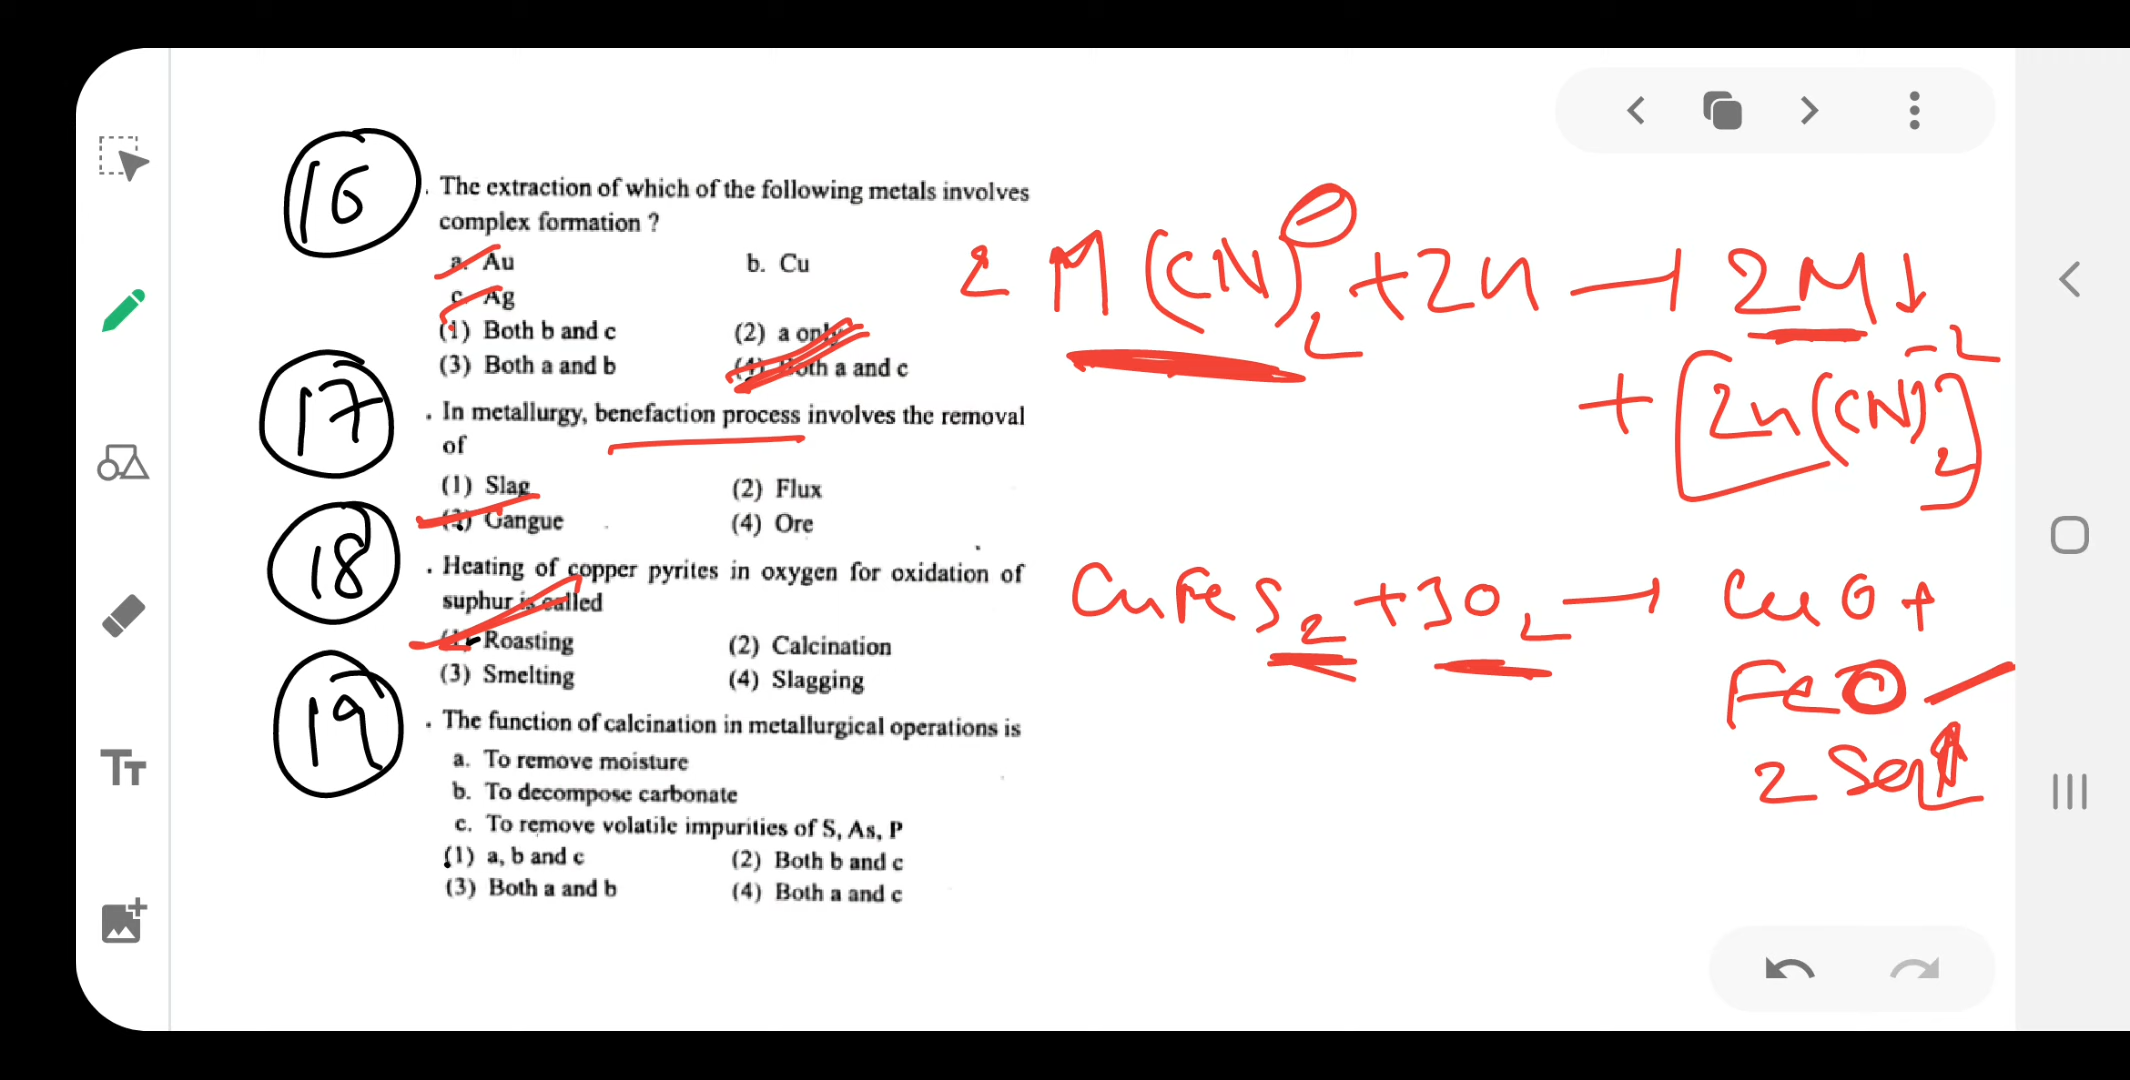 16
. The extraction of which of the following metals involves
complex formation ?
a. Au b. Cu
c. Ag
(1) Both b and c (2) a only
(3) Both a and b (4) Both a and c
17
. In metallurgy, benefaction process involves the removal
of
(1) Slag (2) Flux
(3) Gangue (4) Ore
18
. Heating of copper pyrites in oxygen for oxidation of
suphur is called
(1) Roasting (2) Calcination
(3) Smelting (4) Slagging
19
. The function of calcination in metallurgical operations is
a. To remove moisture
b. To decompose carbonate
c. To remove volatile impurities of S, As, P
(1) a, b and c (2) Both b and c
(3) Both a and b (4) Both a and c
2 M(CN)₂⊖ + Zn → 2M↓
+ [Zn(CN)₂]⁻²
CuFeS₂ + 3O₂ → CuO +
FeO
2 SO₂↑
TT